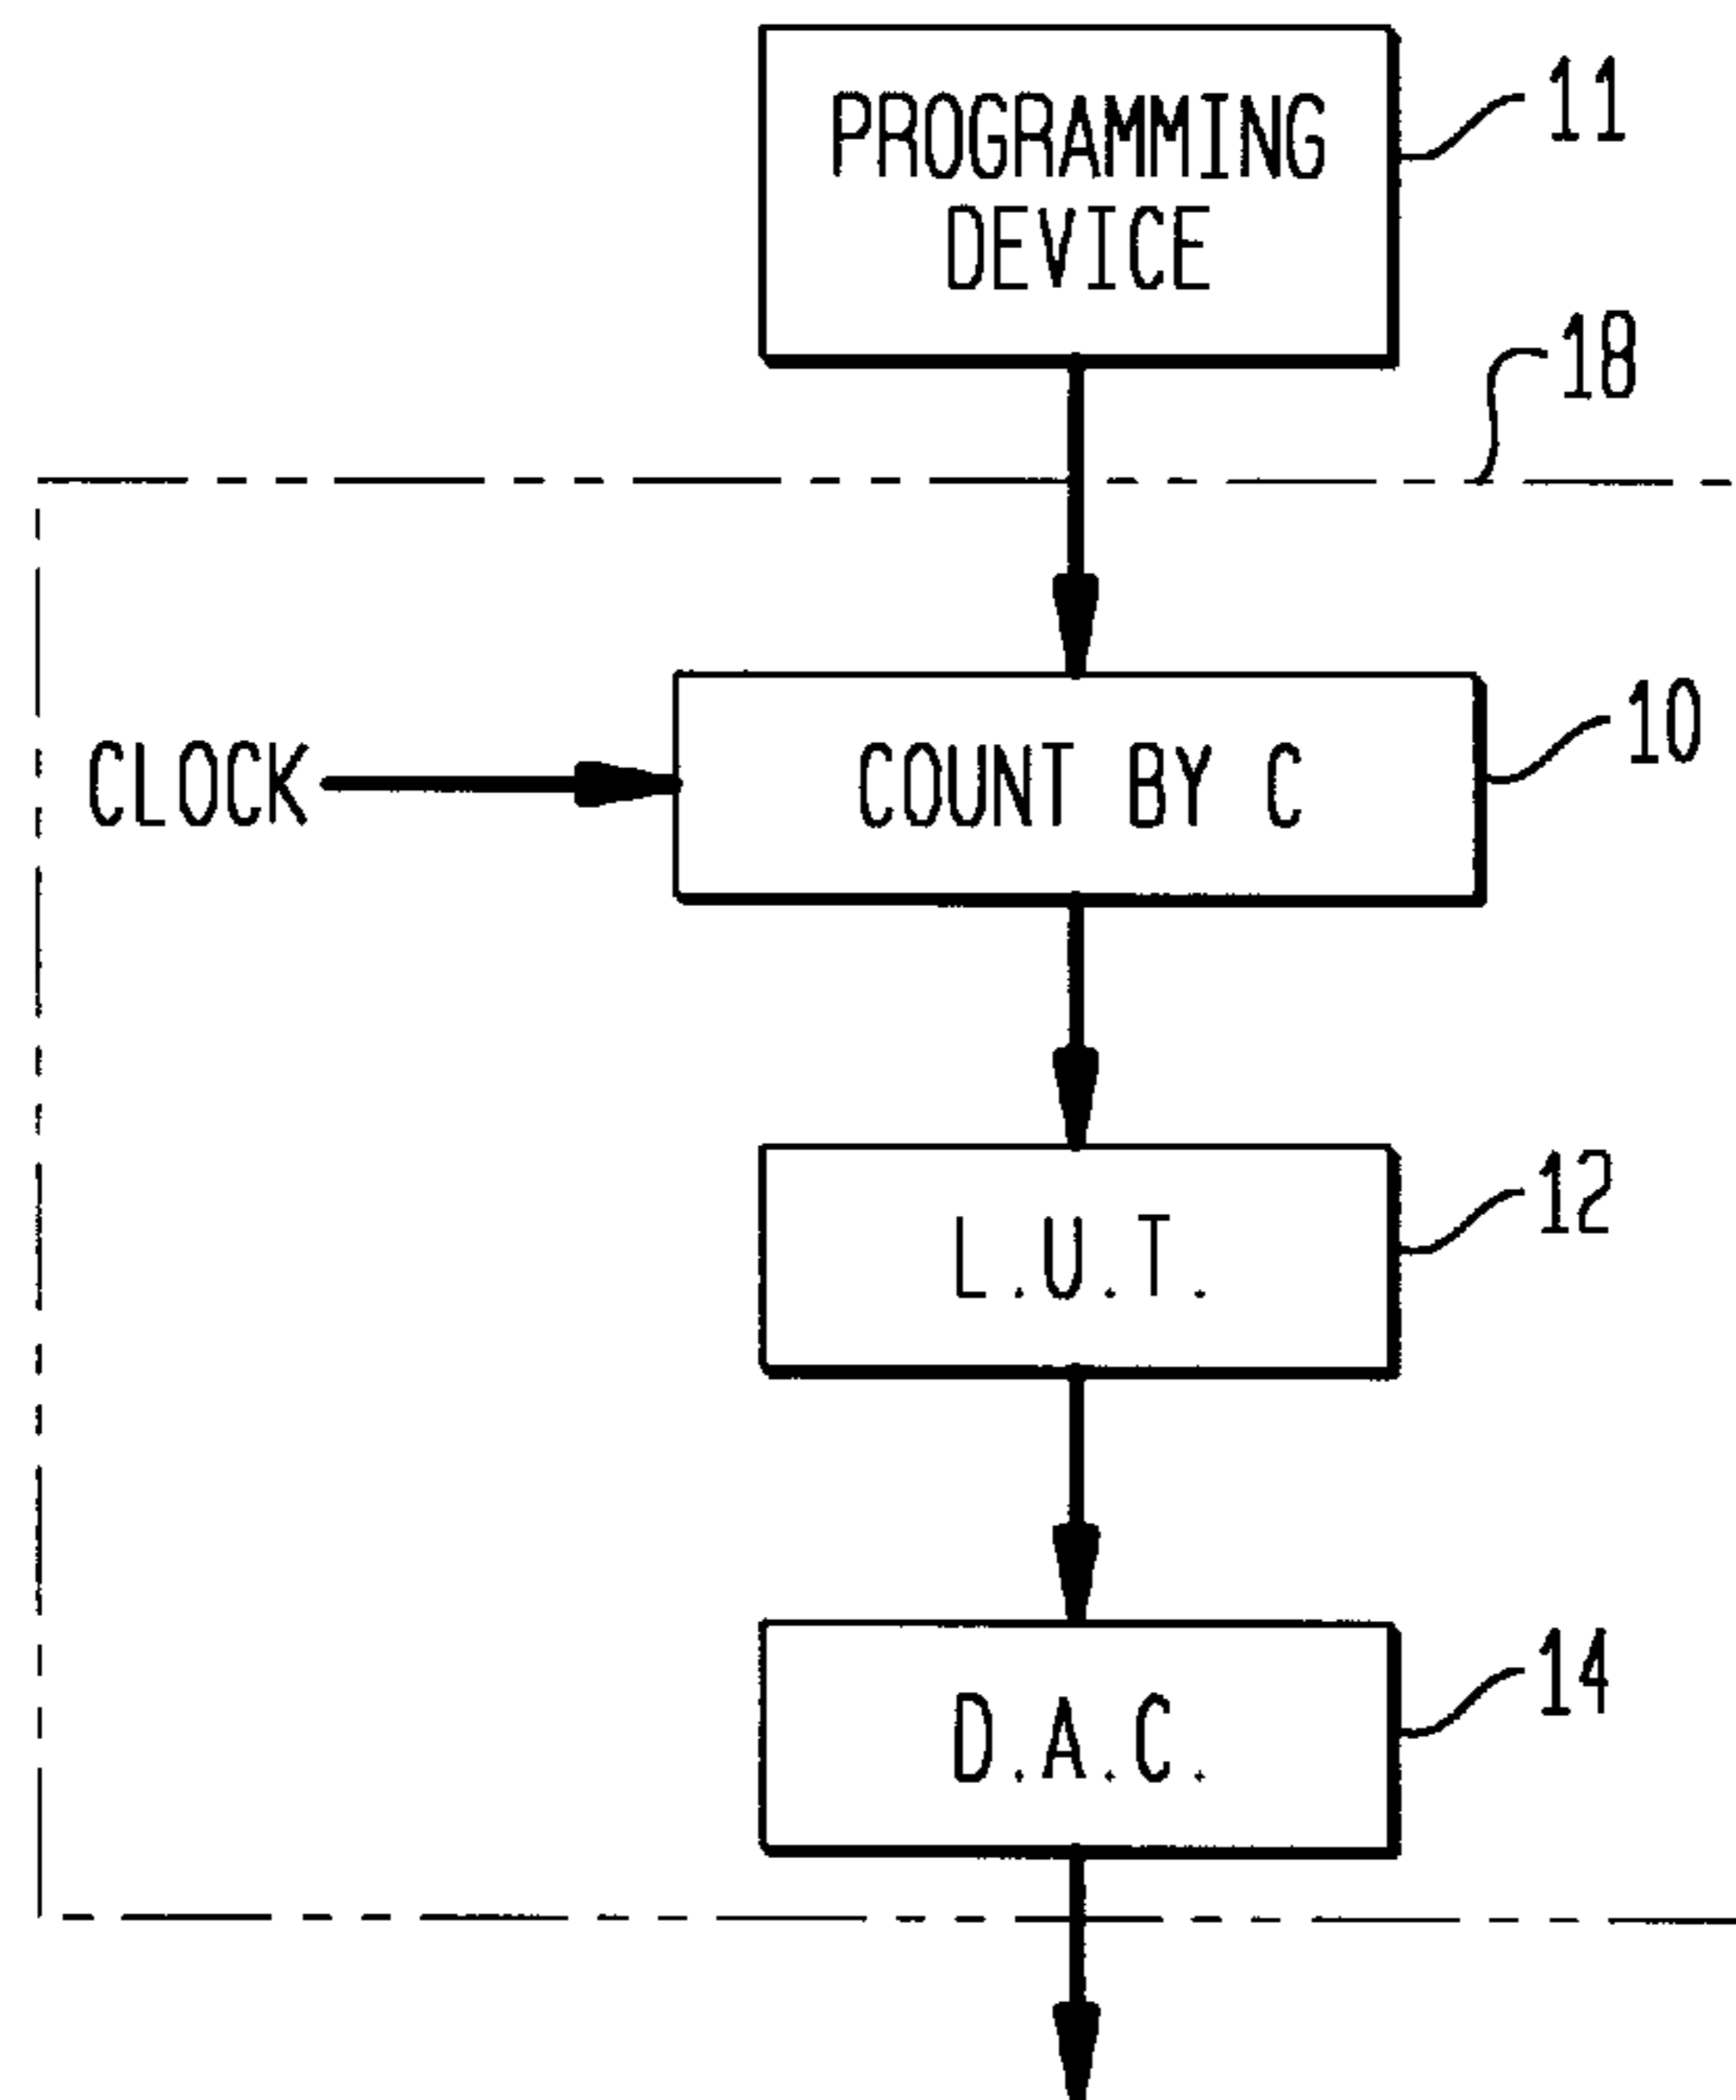 PROGRAMMING
DEVICE
11
18
CLOCK
COUNT BY C
10
L.U.T.
12
D.A.C.
14